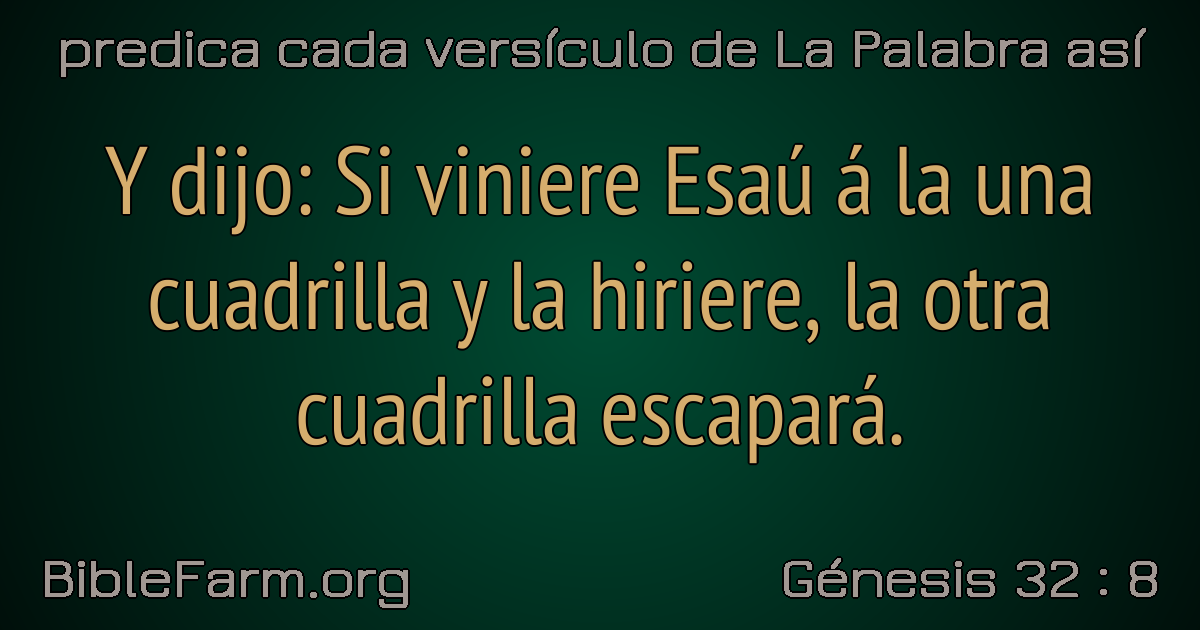 predica cada versículo de La Palabra así
Y dijo: Si viniere Esaú á la una
cuadrilla y la hiriere, la otra
cuadrilla escapará.
BibleFarm.org
Génesis 32 : 8